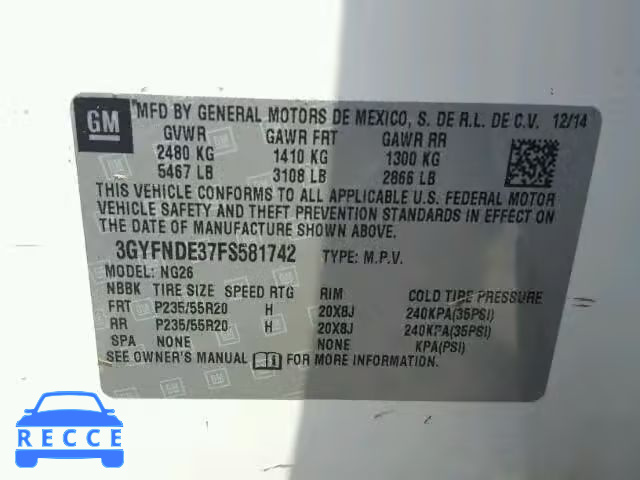 GM
MFD BY GENERAL MOTORS DE MEXICO, S. DE R.L. DE C.V. 12/14
GVWR GAWR FRT GAWR RR
2480 KG 1410 KG 1300 KG
5467 LB 3108 LB 2866 LB
THIS VEHICLE CONFORMS TO ALL APPLICABLE U.S. FEDERAL MOTOR
VEHICLE SAFETY AND THEFT PREVENTION STANDARDS IN EFFECT ON
THE DATE OF MANUFACTURE SHOWN ABOVE.
3GYFNDE37FS581742 TYPE: M.P.V.
MODEL: NG26
NBBK TIRE SIZE SPEED RTG RIM COLD TIRE PRESSURE
FRT P235/55R20 H 20X8J 240KPA(35PSI)
RR P235/55R20 H 20X8J 240KPA(35PSI)
SPA NONE NONE KPA(PSI)
SEE OWNER'S MANUAL FOR MORE INFORMATION.
AUTO AUCTION HISTORY